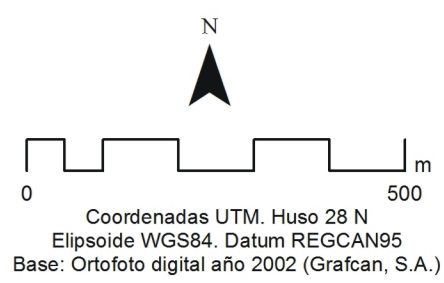 N
m
0 500
Coordenadas UTM. Huso 28 N
Elipsoide WGS84. Datum REGCAN95
Base: Ortofoto digital año 2002 (Grafcan, S.A.)